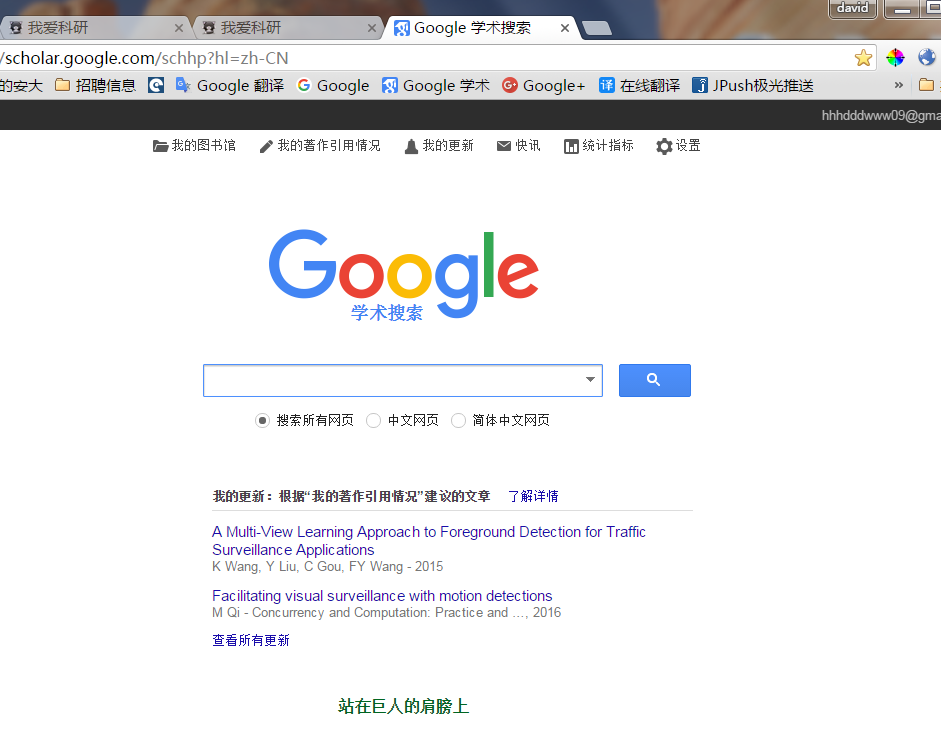 david
我爱科研 我爱科研 Google 学术搜索
/scholar.google.com/schhp?hl=zh-CN
的安大 招聘信息 Google 翻译 Google Google 学术 Google+ 译 在线翻译 JPush极光推送 »
hhhdddwww09@gma
我的图书馆 我的著作引用情况 我的更新 快讯 统计指标 设置
Google
学术搜索
搜索所有网页 中文网页 简体中文网页
我的更新：根据“我的著作引用情况”建议的文章 了解详情
A Multi-View Learning Approach to Foreground Detection for Traffic
Surveillance Applications
K Wang, Y Liu, C Gou, FY Wang - 2015
Facilitating visual surveillance with motion detections
M Qi - Concurrency and Computation: Practice and …, 2016
查看所有更新
站在巨人的肩膀上